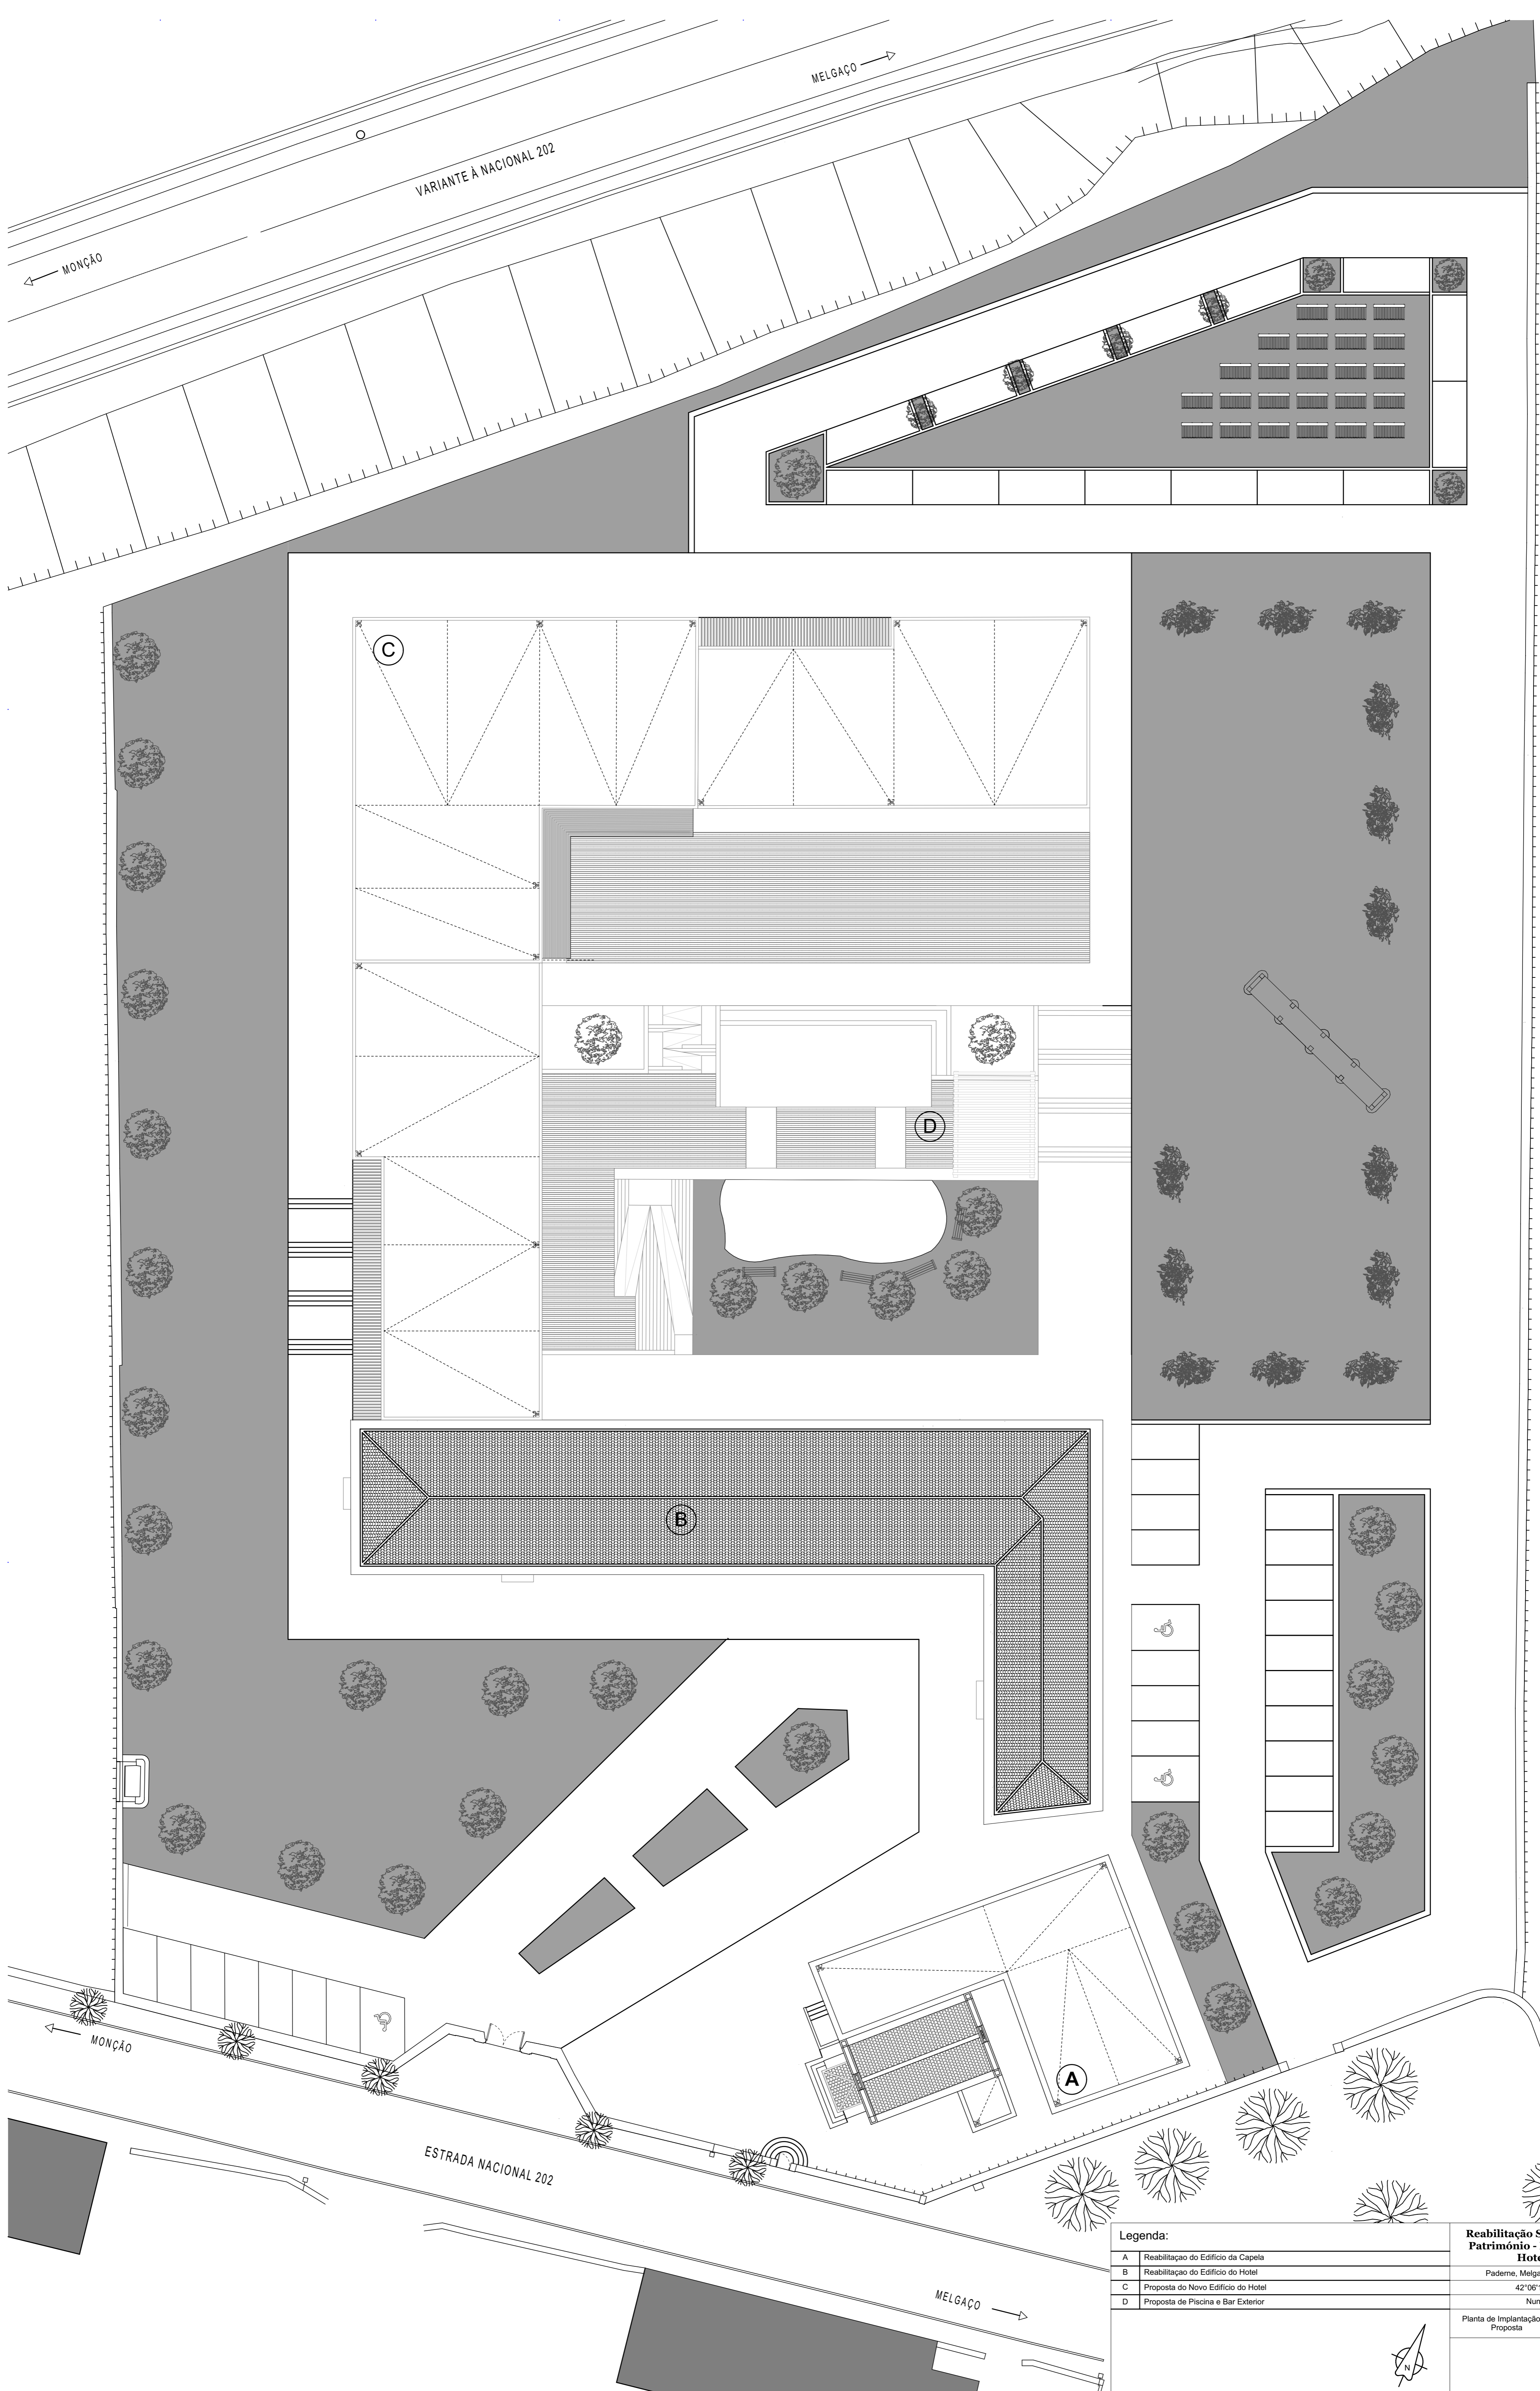 MELGAÇO
VARIANTE À NACIONAL 202
MONÇÃO
C
D
B
A
MONÇÃO
ESTRADA NACIONAL 202
MELGAÇO
Legenda:
A Reabilitaçao do Edifício da Capela
B Reabilitaçao do Edifício do Hotel
C Proposta do Novo Edifício do Hotel
D Proposta de Piscina e Bar Exterior
N
Reabilitação S
Património -
Hote
Paderne, Melga
42°06'
Nun
Planta de Implantação
Proposta